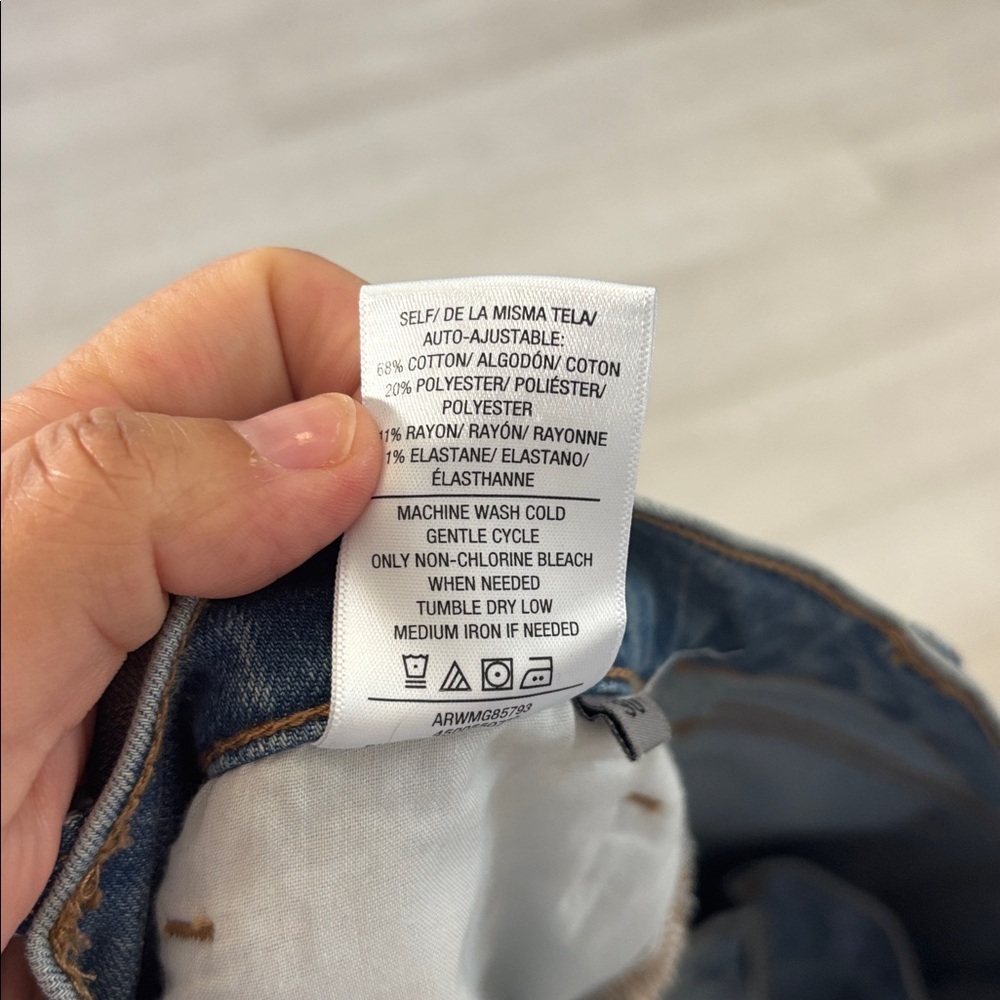 SELF/ DE LA MISMA TELA/
AUTO-AJUSTABLE:
68% COTTON/ ALGODÓN/ COTON
20% POLYESTER/ POLIÉSTER/
POLYESTER
11% RAYON/ RAYÓN/ RAYONNE
1% ELASTANE/ ELASTANO/
ÉLASTHANNE
MACHINE WASH COLD
GENTLE CYCLE
ONLY NON-CHLORINE BLEACH
WHEN NEEDED
TUMBLE DRY LOW
MEDIUM IRON IF NEEDED
ARWMG85793